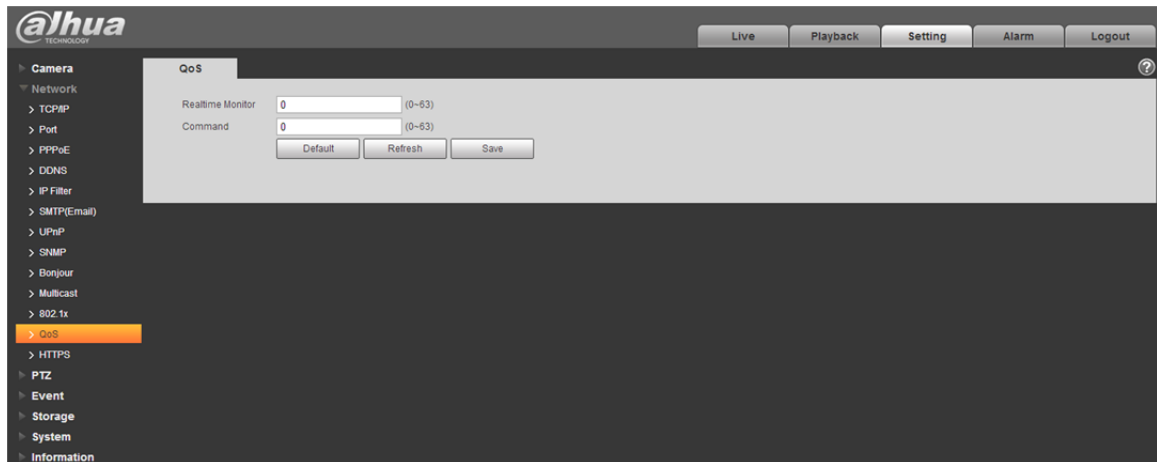 alhua
TECHNOLOGY
Live Playback Setting Alarm Logout
Camera
Network
TCP/IP
Port
PPPoE
DDNS
IP Filter
SMTP(Email)
UPnP
SNMP
Bonjour
Multicast
802.1x
QoS
HTTPS
PTZ
Event
Storage
System
Information
QoS
?
Realtime Monitor 0 (0~63)
Command 0 (0~63)
Default Refresh Save